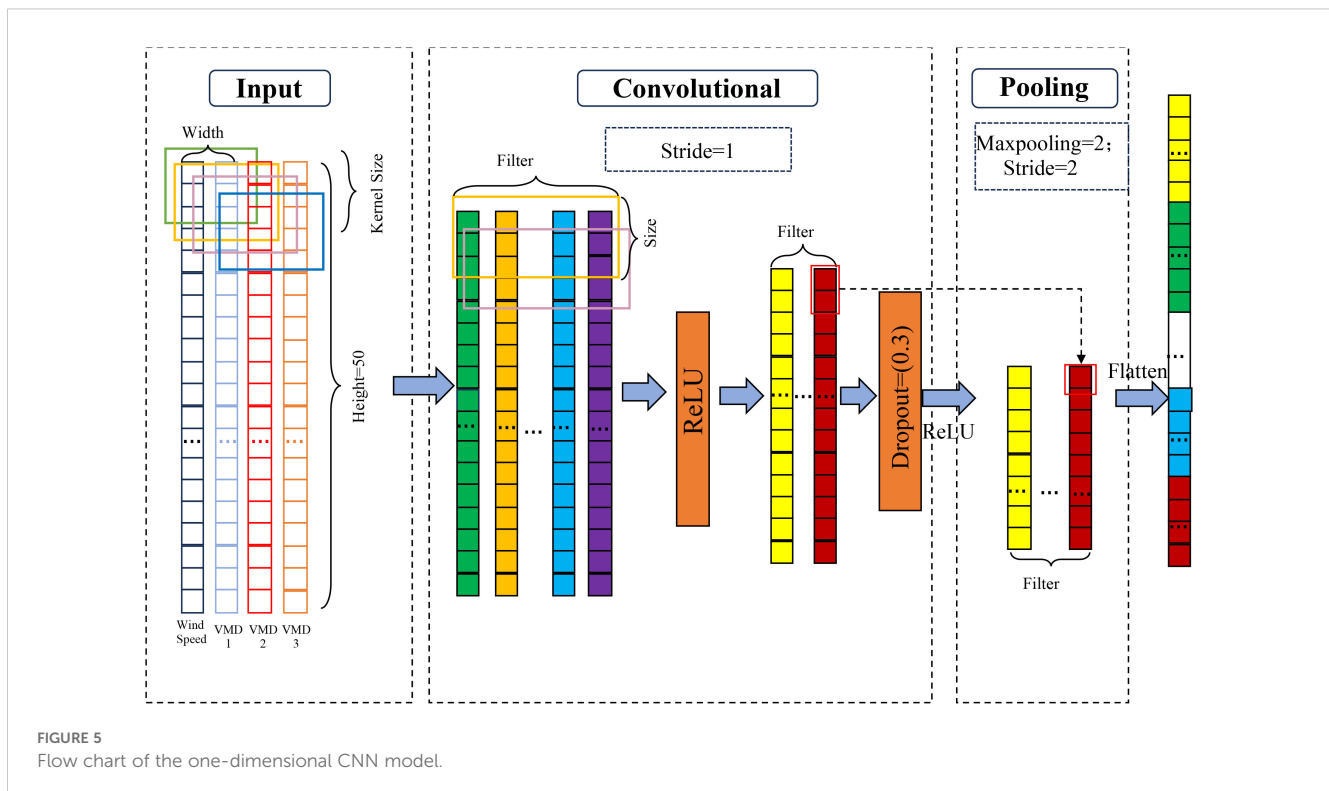 Input
Width
Kernel Size
Height=50
...
...
...
...
Wind
Speed
VMD
1
VMD
2
VMD
3
Convolutional
Stride=1
Filter
Size
...
...
...
...
...
ReLU
Filter
...
...
...
Dropout=(0.3)
ReLU
Pooling
Maxpooling=2;
Stride=2
...
...
...
Filter
Flatten
...
...
...
...
...
FIGURE 5
Flow chart of the one-dimensional CNN model.